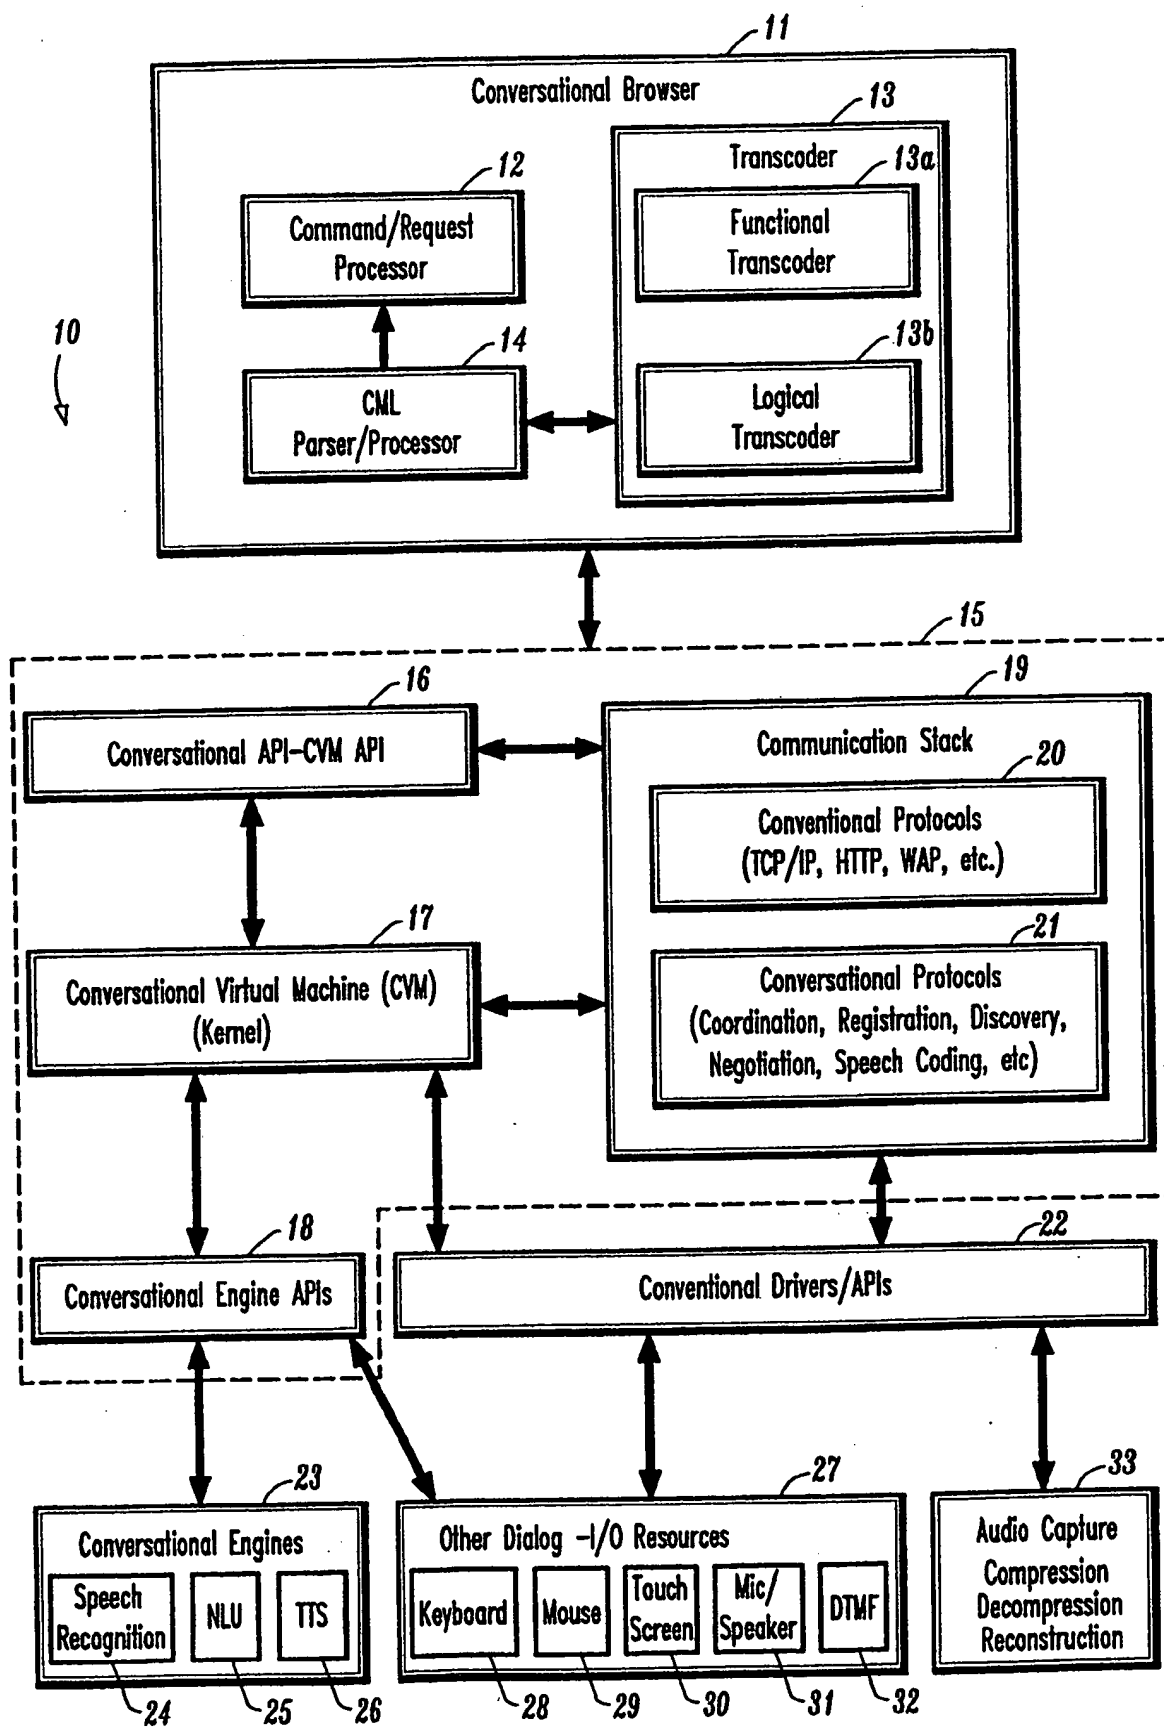 11
Conversational Browser
13
Transcoder
12
13a
Command/Request
Processor
Functional
Transcoder
10
14
13b
CML
Parser/Processor
Logical
Transcoder
15
16
Conversational API-CVM API
19
Communication Stack
20
Conventional Protocols
(TCP/IP, HTTP, WAP, etc.)
17
Conversational Virtual Machine (CVM)
(Kernel)
21
Conversational Protocols
(Coordination, Registration, Discovery,
Negotiation, Speech Coding, etc)
18
Conversational Engine APIs
22
Conventional Drivers/APIs
23
Conversational Engines
Speech
Recognition
NLU
TTS
24
25
26
27
Other Dialog -I/O Resources
Keyboard
Mouse
Touch
Screen
Mic/
Speaker
DTMF
28
29
30
31
32
33
Audio Capture
Compression
Decompression
Reconstruction